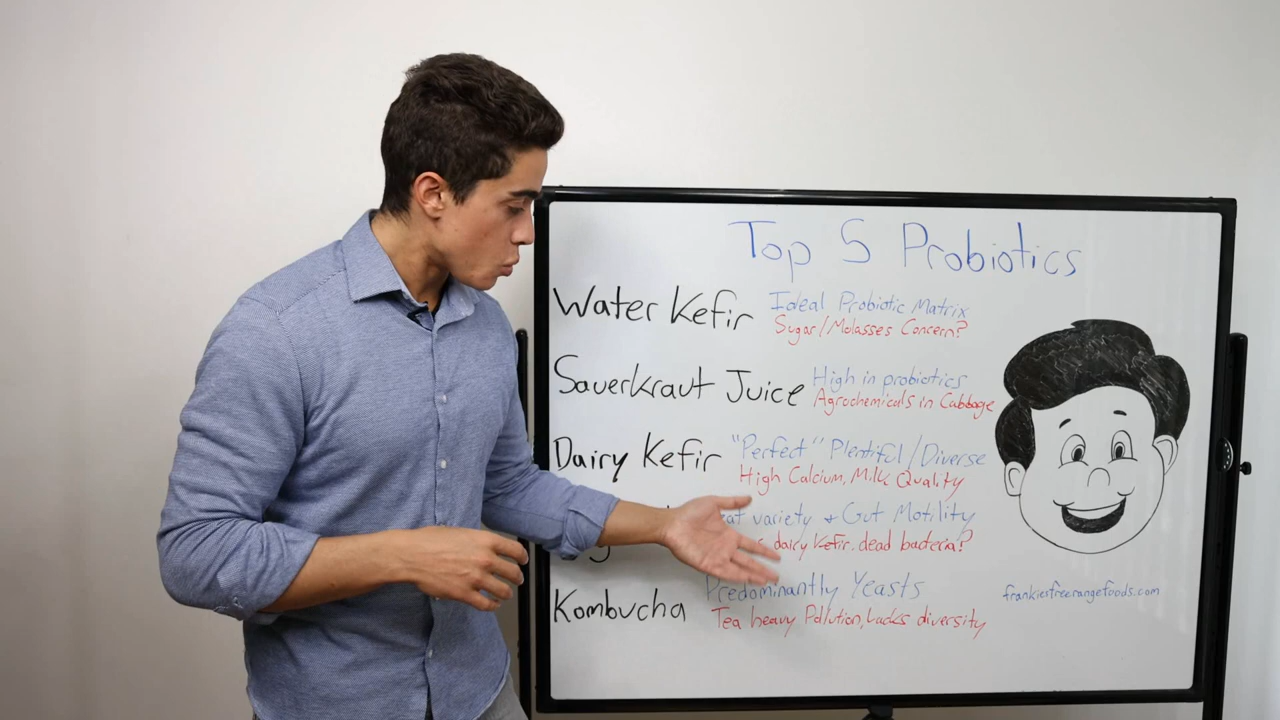 Top 5 Probiotics
Water Kefir
Ideal Probiotic Matrix
Sugar/Molasses Concern?
Sauerkraut Juice
High in probiotics
Agrochemicals in Cabbage
Dairy Kefir
"Perfect" Plentiful/Diverse
High Calcium, Milk Quality
variety + Gut Motility
dairy Kefir. dead bacteria?
Kombucha
Predominantly Yeasts
Tea heavy Pollution, Lacks diversity
frankiesfreerangefoods.com